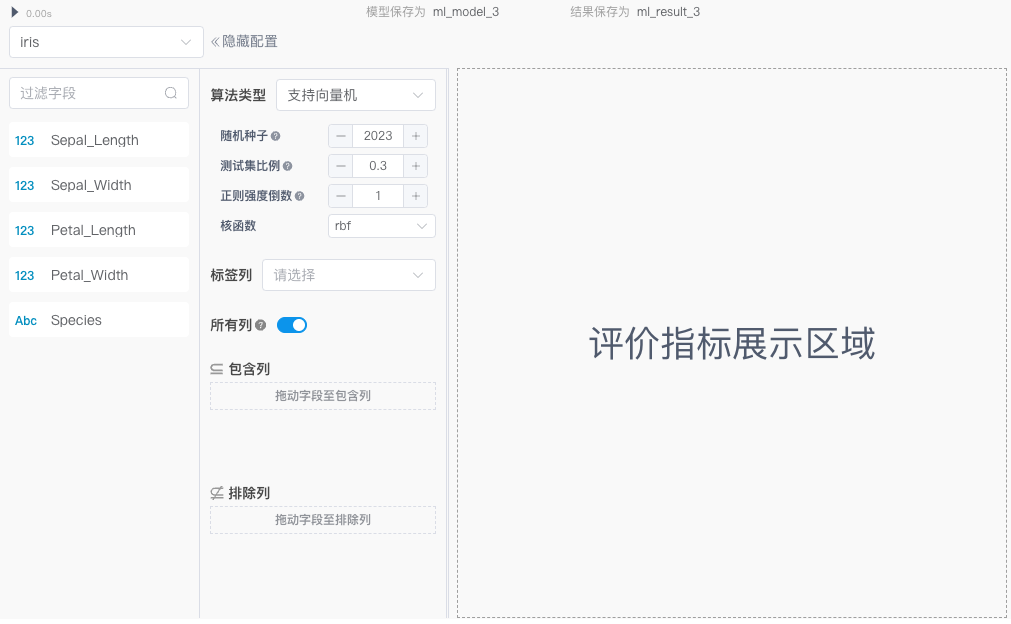 0.00s
模型保存为 ml_model_3
结果保存为 ml_result_3
iris
«隐藏配置
过滤字段
123 Sepal_Length
123 Sepal_Width
123 Petal_Length
123 Petal_Width
Abc Species
算法类型 支持向量机
随机种子 ? − 2023 +
测试集比例 ? − 0.3 +
正则强度倒数 ? − 1 +
核函数 rbf
标签列 请选择
所有列 ?
⊆ 包含列
拖动字段至包含列
⊈ 排除列
拖动字段至排除列
评价指标展示区域